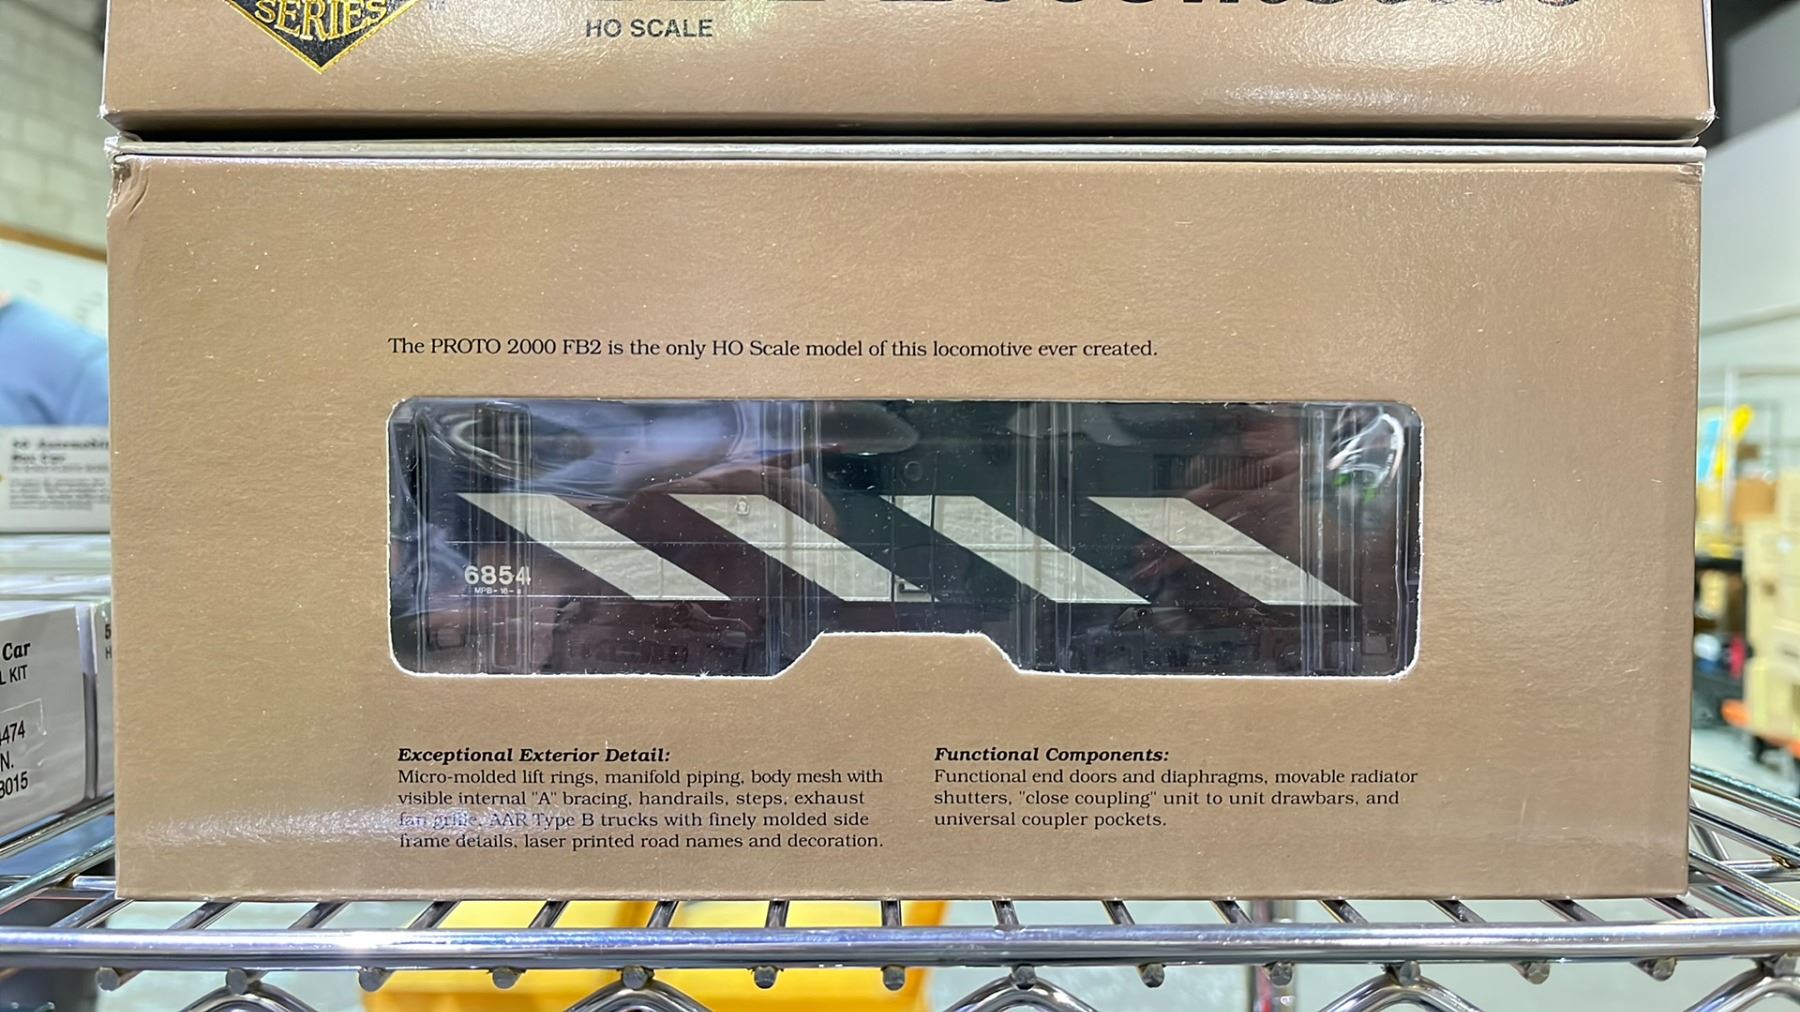 SERIES
HO SCALE
The PROTO 2000 FB2 is the only HO Scale model of this locomotive ever created.
6854
Exceptional Exterior Detail:
Micro-molded lift rings, manifold piping, body mesh with
visible internal "A" bracing, handrails, steps, exhaust
fan grille, AAR Type B trucks with finely molded side
frame details, laser printed road names and decoration.
Functional Components:
Functional end doors and diaphragms, movable radiator
shutters, "close coupling" unit to unit drawbars, and
universal coupler pockets.
Car
KIT
4474
N.
3015